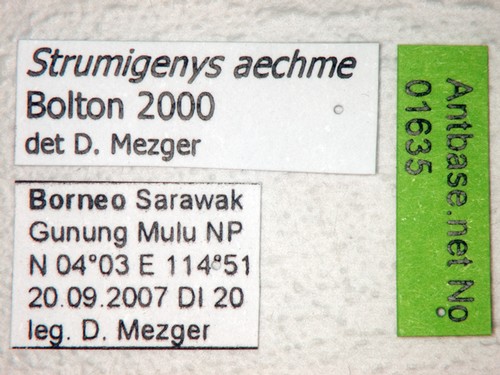 Strumigenys aechme
Bolton 2000
det D. Mezger
Borneo Sarawak
Gunung Mulu NP
N 04°03 E 114°51
20.09.2007 DI 20
leg. D. Mezger
Antbase.net No
01635